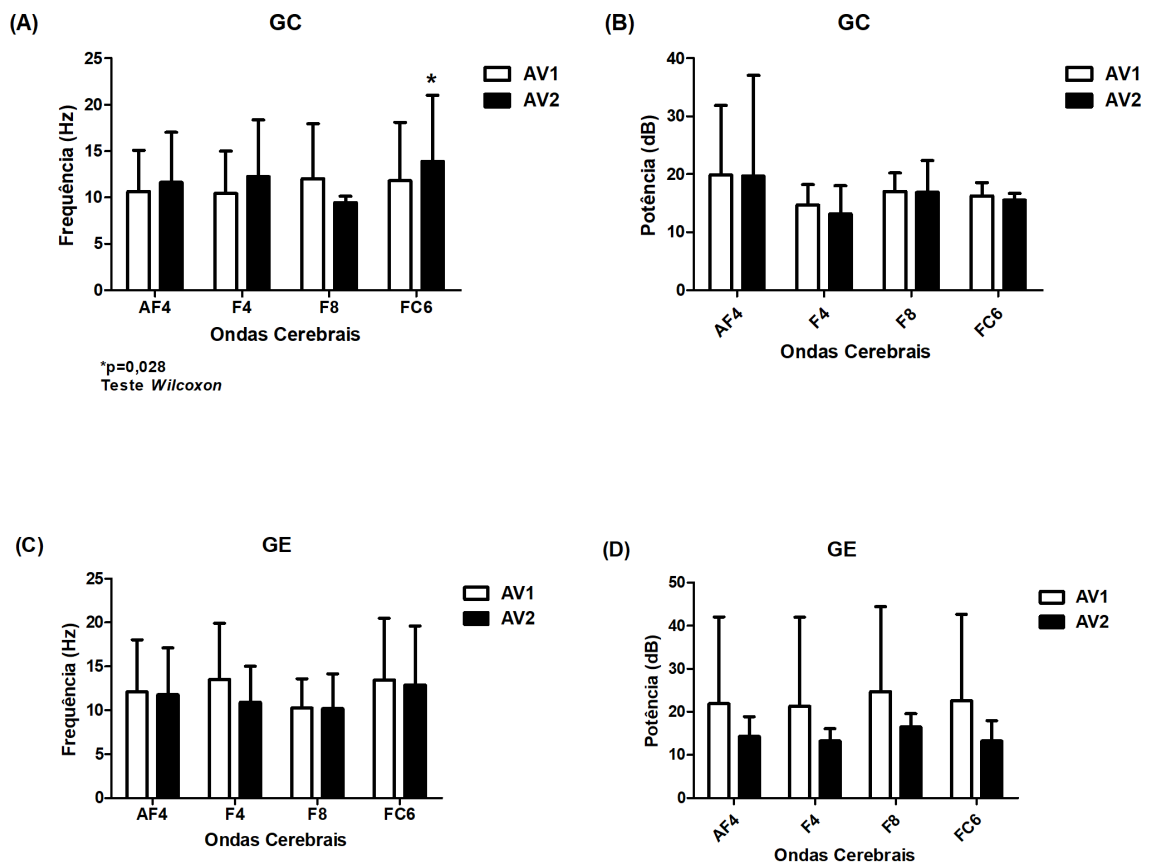 (A)
GC
25
20
15
10
5
0
Frequência (Hz)
*
AV1
AV2
AF4 F4 F8 FC6
Ondas Cerebrais
*p=0,028
Teste Wilcoxon
(B)
GC
40
30
20
10
0
Potência (dB)
AV1
AV2
AF4 F4 F8 FC6
Ondas Cerebrais
(C)
GE
25
20
15
10
5
0
Frequência (Hz)
AV1
AV2
AF4 F4 F8 FC6
Ondas Cerebrais
(D)
GE
50
40
30
20
10
0
Potência (dB)
AV1
AV2
AF4 F4 F8 FC6
Ondas Cerebrais